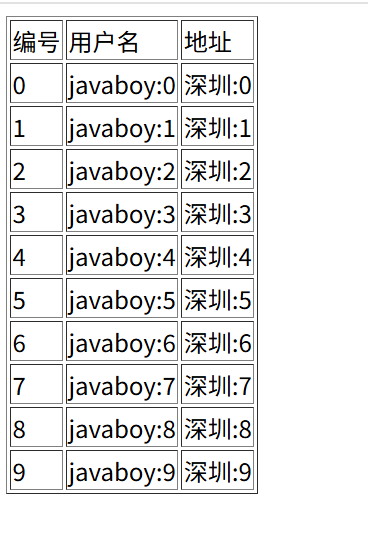 编号 用户名 地址
0 javaboy:0 深圳:0
1 javaboy:1 深圳:1
2 javaboy:2 深圳:2
3 javaboy:3 深圳:3
4 javaboy:4 深圳:4
5 javaboy:5 深圳:5
6 javaboy:6 深圳:6
7 javaboy:7 深圳:7
8 javaboy:8 深圳:8
9 javaboy:9 深圳:9